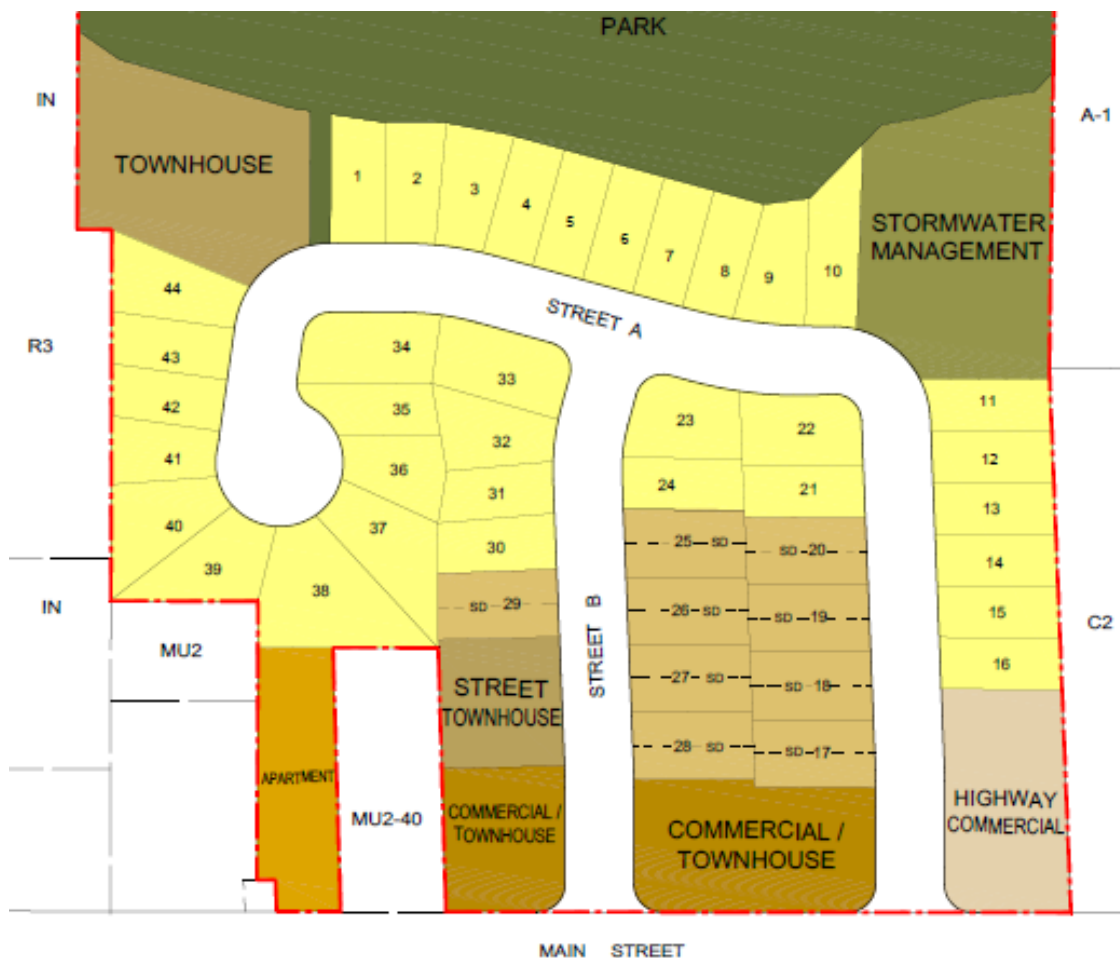 PARK
IN
A-1
TOWNHOUSE
1
2
3
4
5
6
7
8
9
10
STORMWATER
MANAGEMENT
44
STREET A
R3
43
34
33
42
35
11
41
32
23
22
36
12
31
24
21
40
37
30
13
39
38
25 SD
SD 20
14
IN
SD 29
26 SD
SD 19
15
C2
MU2
STREET B
16
STREET
TOWNHOUSE
27 SD
SD 18
28 SD
SD 17
APARTMENT
MU2-40
COMMERCIAL /
TOWNHOUSE
COMMERCIAL /
TOWNHOUSE
HIGHWAY
COMMERCIAL
MAIN STREET